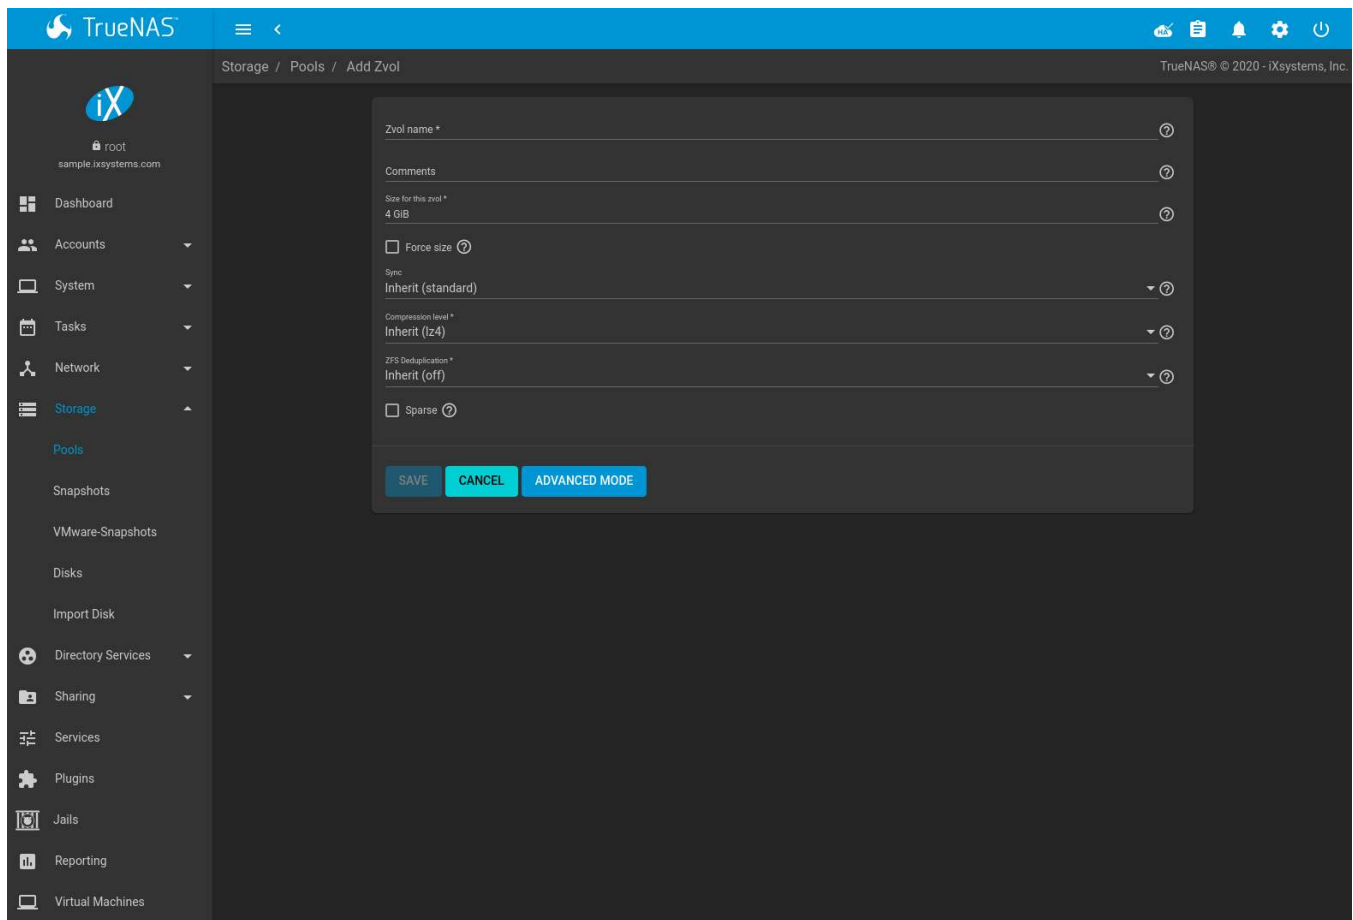 TrueNAS
HA
Storage / Pools / Add Zvol
TrueNAS® © 2020 - iXsystems, Inc.
iX
root
sample.ixsystems.com
Dashboard
Accounts
System
Tasks
Network
Storage
Pools
Snapshots
VMware-Snapshots
Disks
Import Disk
Directory Services
Sharing
Services
Plugins
Jails
Reporting
Virtual Machines
Zvol name *
Comments
Size for this zvol *
4 GiB
Force size
Sync
Inherit (standard)
Compression level *
Inherit (lz4)
ZFS Deduplication *
Inherit (off)
Sparse
SAVE CANCEL ADVANCED MODE